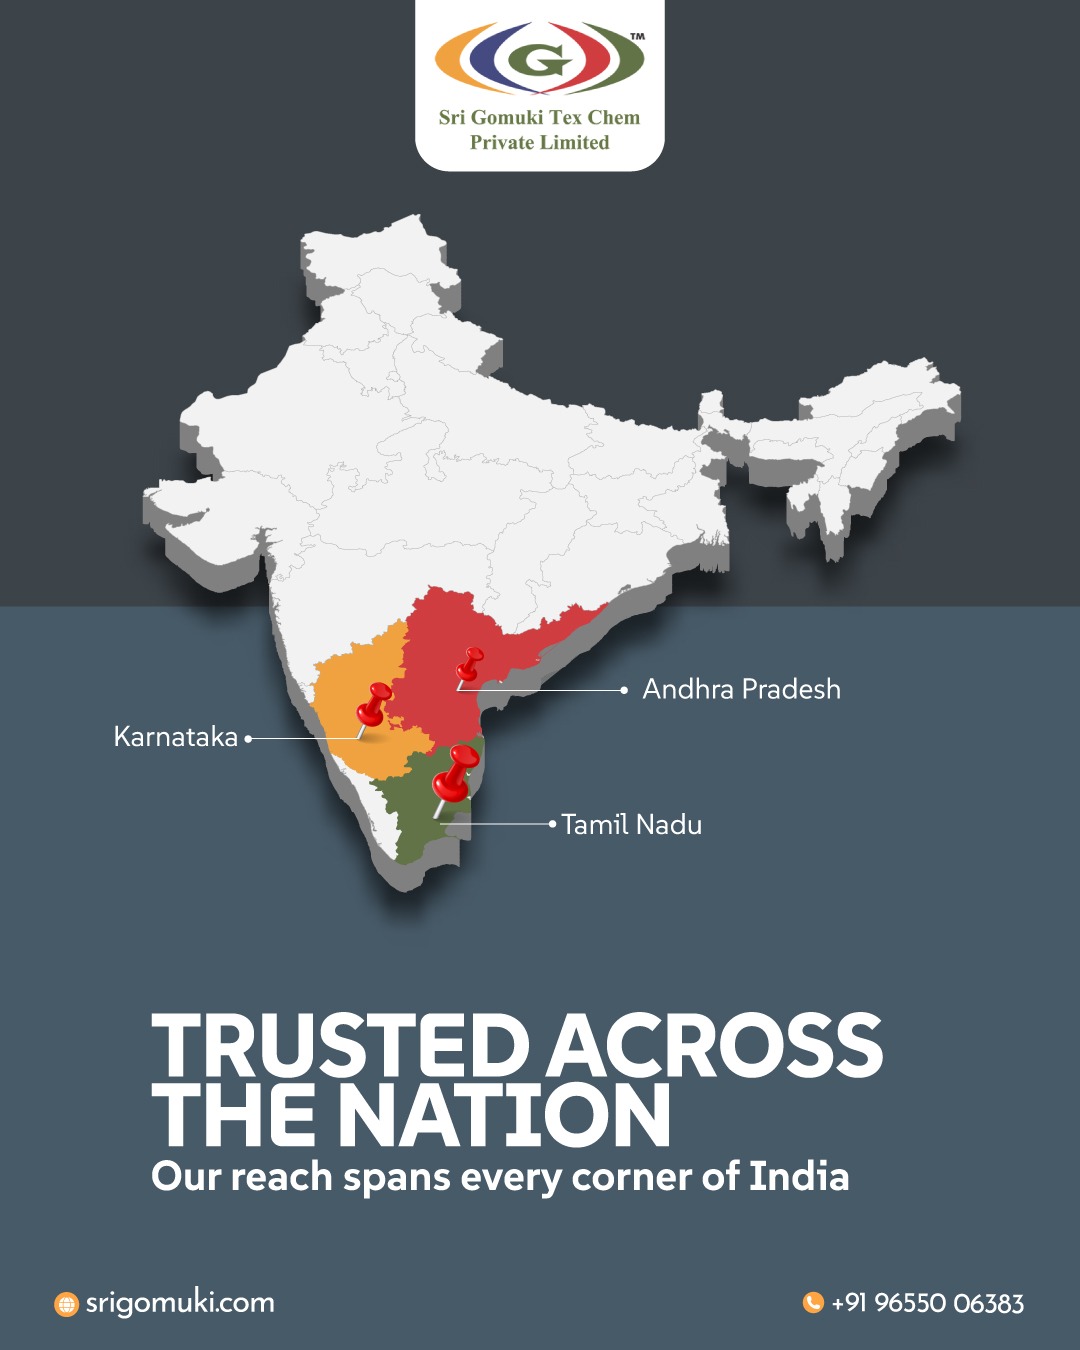 G TM
Sri Gomuki Tex Chem
Private Limited
Andhra Pradesh
Karnataka
Tamil Nadu
TRUSTED ACROSS
THE NATION
Our reach spans every corner of India
srigomuki.com
+91 96550 06383